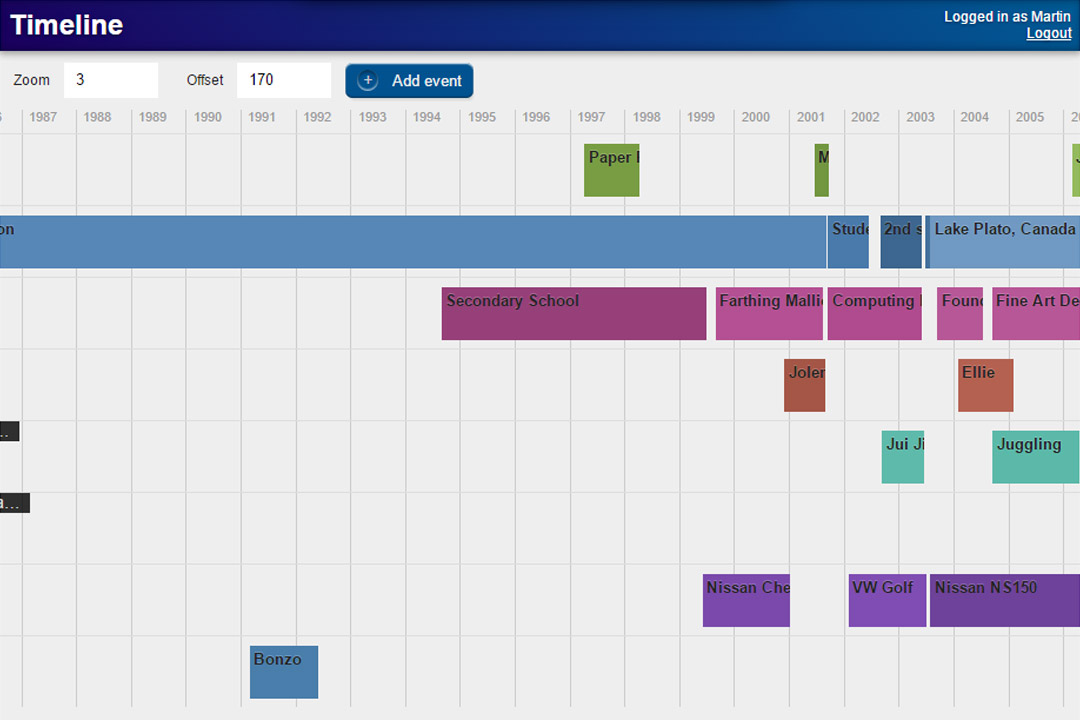 Timeline
Logged in as Martin
Logout
Zoom 3 Offset 170 + Add event
1987 1988 1989 1990 1991 1992 1993 1994 1995 1996 1997 1998 1999 2000 2001 2002 2003 2004 2005
Paper M
on Stude 2nd s Lake Plato, Canada
Secondary School Farthing Malli Computing Foun Fine Art De
Joler Ellie
..
Jui Ji Juggling
a...
Nissan Che VW Golf Nissan NS150
Bonzo